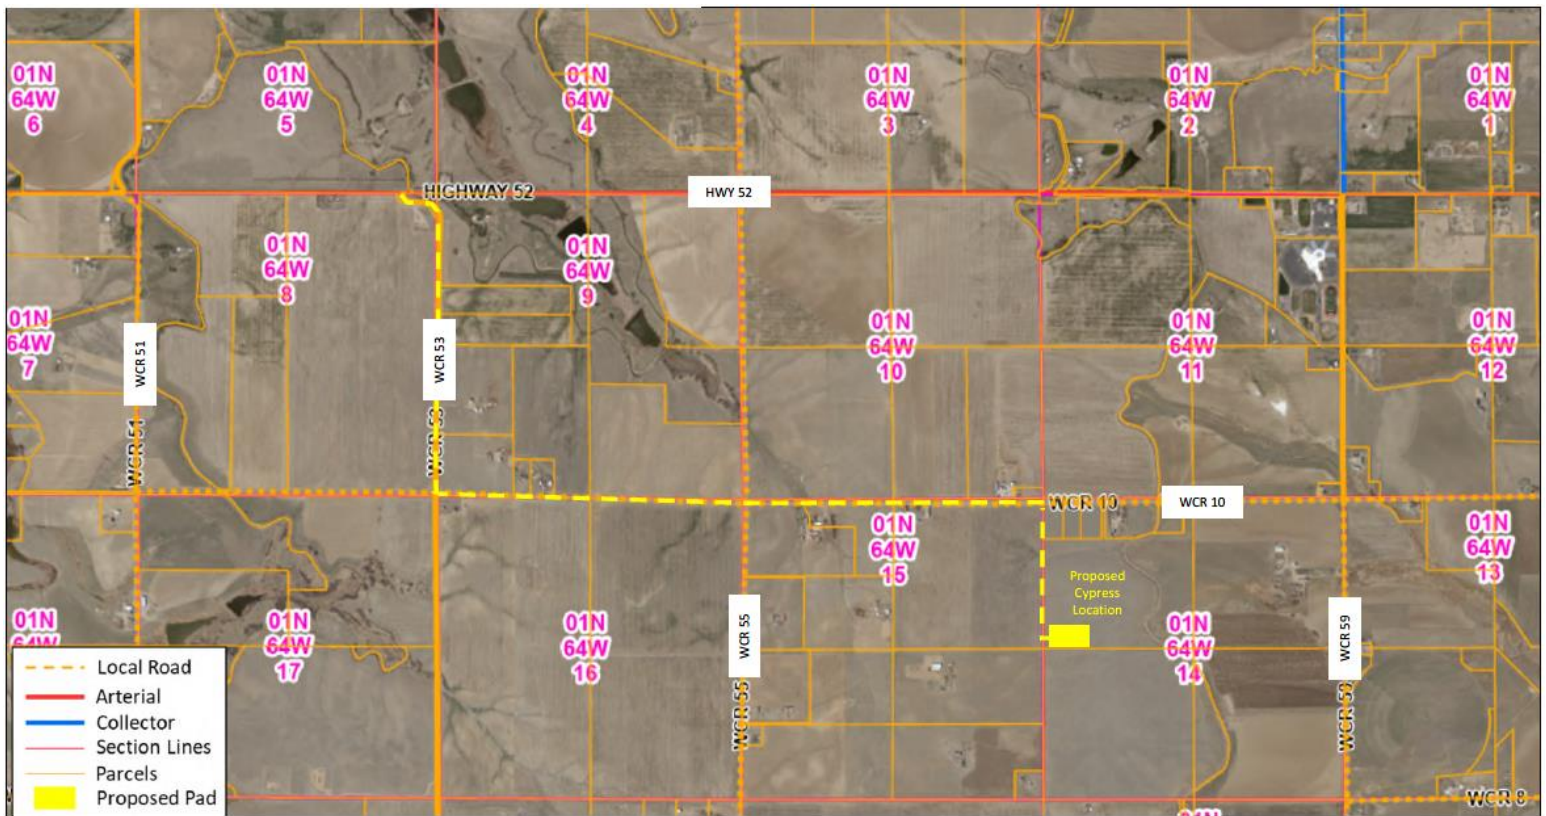 01N
64W
6
01N
64W
5
01N
64W
4
01N
64W
3
01N
64W
2
01N
64W
1
HIGHWAY 52
HWY 52
01N
64W
7
01N
64W
8
01N
64W
9
01N
64W
10
01N
64W
11
01N
64W
12
WCR 51
WCR 51
WCR 53
WCR 53
WCR 10
WCR 10
01N
64W
01N
64W
17
01N
64W
16
01N
64W
15
01N
64W
14
01N
64W
13
Proposed
Cypress
Location
WCR 55
WCR 55
WCR 59
WCR 59
WCR 8
01N
Local Road
Arterial
Collector
Section Lines
Parcels
Proposed Pad